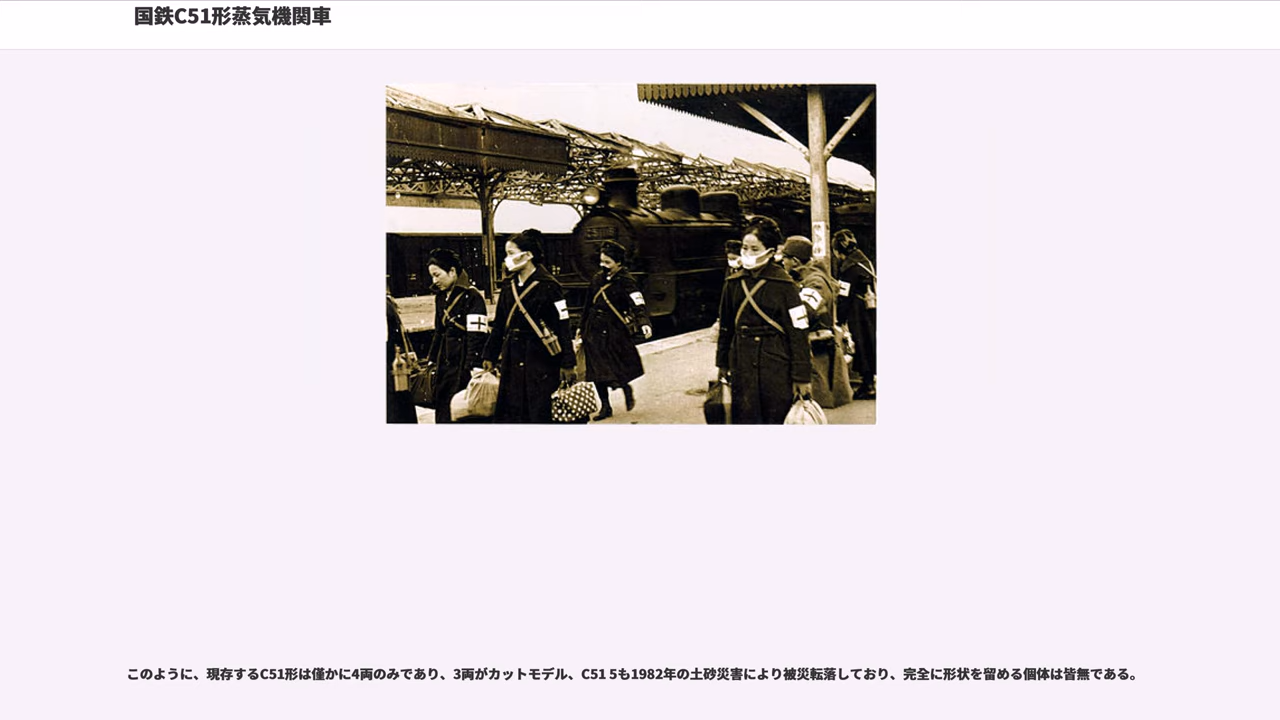 国鉄C51形蒸気機関車
このように、現存するC51形は僅かに4両のみであり、3両がカットモデル、C51 5も1982年の土砂災害により被災転落しており、完全に形状を留める個体は皆無である。